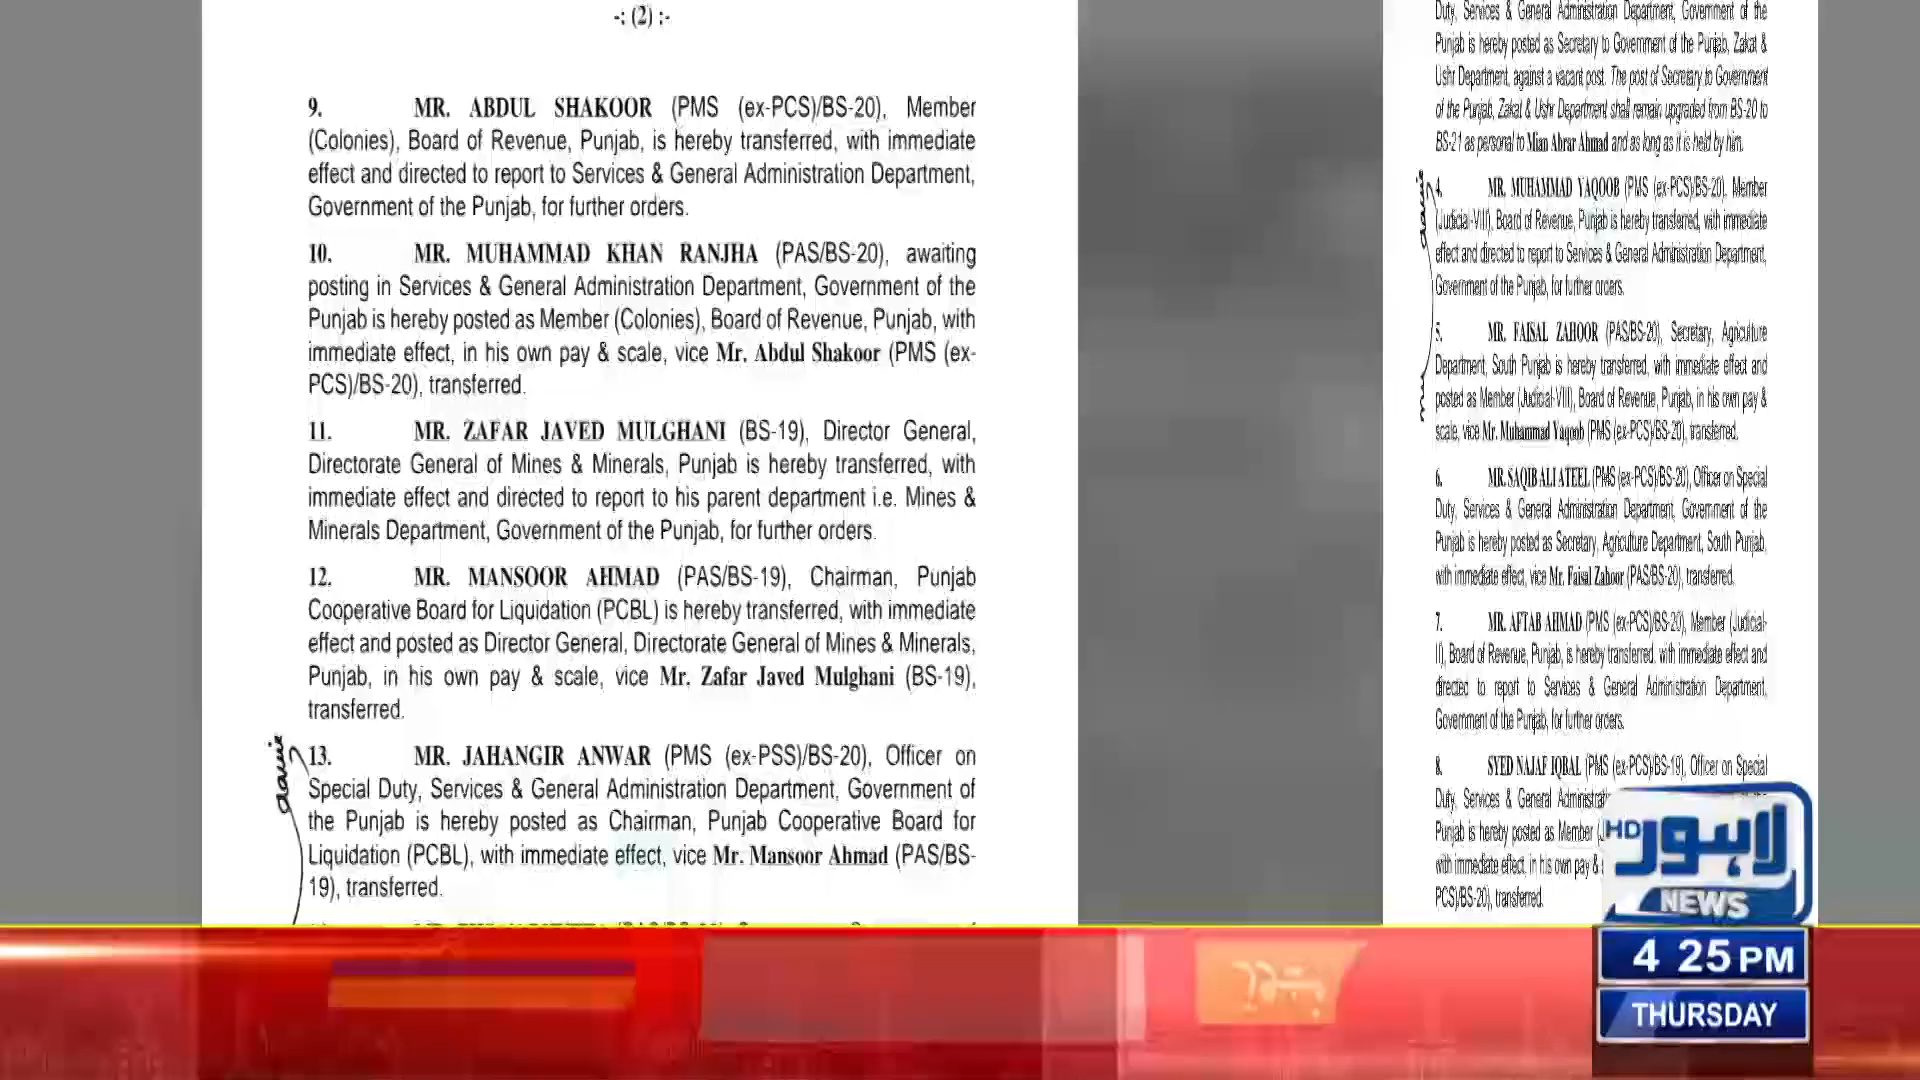 -: (2) :-
9. MR. ABDUL SHAKOOR (PMS (ex-PCS)/BS-20), Member
(Colonies), Board of Revenue, Punjab, is hereby transferred, with immediate
effect and directed to report to Services & General Administration Department,
Government of the Punjab, for further orders.
10. MR. MUHAMMAD KHAN RANJHA (PAS/BS-20), awaiting
posting in Services & General Administration Department, Government of the
Punjab is hereby posted as Member (Colonies), Board of Revenue, Punjab, with
immediate effect, in his own pay & scale, vice Mr. Abdul Shakoor (PMS (ex-
PCS)/BS-20), transferred.
11. MR. ZAFAR JAVED MULGHANI (BS-19), Director General,
Directorate General of Mines & Minerals, Punjab is hereby transferred, with
immediate effect and directed to report to his parent department i.e. Mines &
Minerals Department, Government of the Punjab, for further orders.
12. MR. MANSOOR AHMAD (PAS/BS-19), Chairman, Punjab
Cooperative Board for Liquidation (PCBL) is hereby transferred, with immediate
effect and posted as Director General, Directorate General of Mines & Minerals,
Punjab, in his own pay & scale, vice Mr. Zafar Javed Mulghani (BS-19),
transferred.
13. MR. JAHANGIR ANWAR (PMS (ex-PSS)/BS-20), Officer on
Special Duty, Services & General Administration Department, Government of
the Punjab is hereby posted as Chairman, Punjab Cooperative Board for
Liquidation (PCBL), with immediate effect, vice Mr. Mansoor Ahmad (PAS/BS-
19), transferred.
Duty, Services & General Administration Department, Government of the
Punjab is hereby posted as Secretary to Government of the Punjab, Zakat &
Ushr Department, against a vacant post. The post of Secretary to Government
of the Punjab, Zakat & Ushr Department shall remain upgraded from BS-20 to
BS-21 as personal to Mian Abrar Ahmad and as long as it is held by him.
4. MR. MUHAMMAD YAQOOB (PMS (ex-PCS)/BS-20), Member
(Judicial-VIII), Board of Revenue, Punjab is hereby transferred, with immediate
effect and directed to report to Services & General Administration Department,
Government of the Punjab, for further orders.
5. MR. FAISAL ZAHOOR (PAS/BS-20), Secretary, Agriculture
Department, South Punjab is hereby transferred, with immediate effect and
posted as Member (Judicial-VIII), Board of Revenue, Punjab, in his own pay &
scale, vice Mr. Muhammad Yaqoob (PMS (ex-PCS)/BS-20), transferred.
6. MR. SAQIB ALI ATEEL (PMS (ex-PCS)/BS-20), Officer on Special
Duty, Services & General Administration Department, Government of the
Punjab is hereby posted as Secretary, Agriculture Department, South Punjab,
with immediate effect, vice Mr. Faisal Zahoor (PAS/BS-20), transferred.
7. MR. AFTAB AHMAD (PMS (ex-PCS)/BS-20), Member (Judicial-
II), Board of Revenue, Punjab, is hereby transferred, with immediate effect and
directed to report to Services & General Administration Department,
Government of the Punjab, for further orders.
8. SYED NAJAF IQBAL (PMS (ex-PCS)/BS-19), Officer on Special
Duty, Services & General
Punjab is hereby posted as Member
with immediate effect, in his own pay &
PCS)/BS-20), transferred.
لاہور HD
NEWS
4 25 PM
THURSDAY